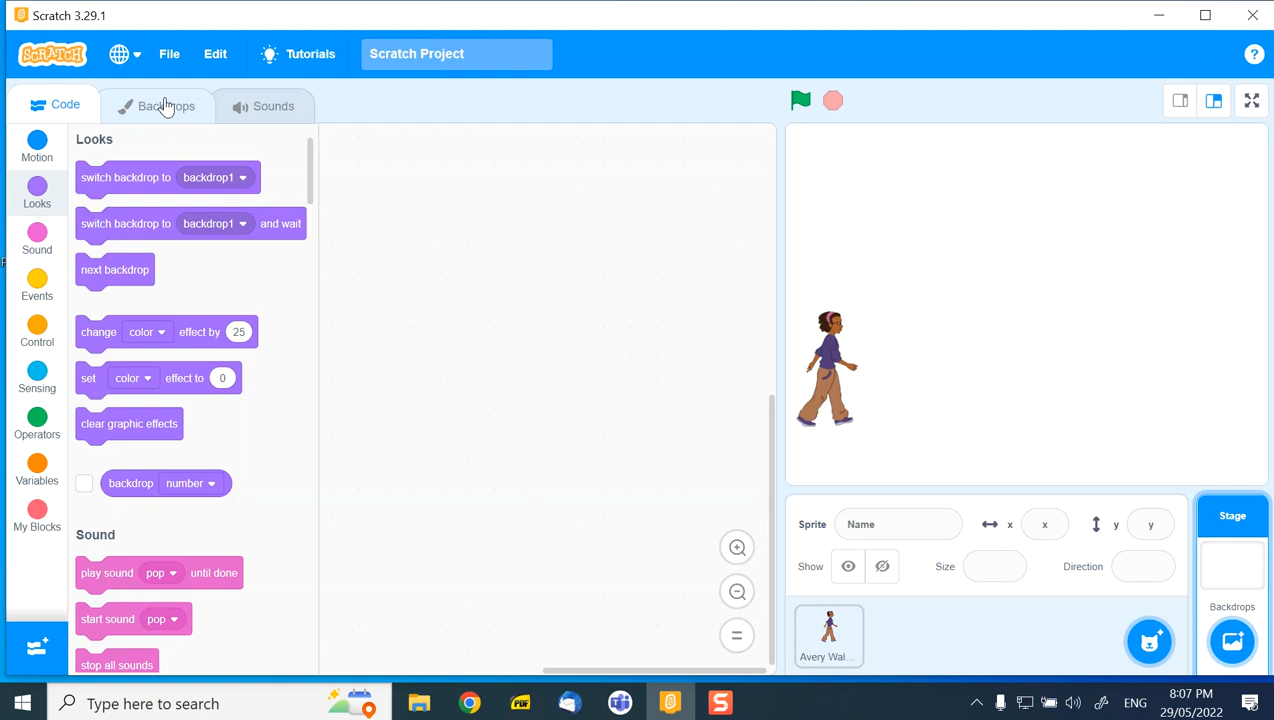 Scratch 3.29.1
SCRATCH
File
Edit
Tutorials
Scratch Project
?
Code
Backdrops
Sounds
Motion
Looks
Sound
Events
Control
Sensing
Operators
Variables
My Blocks
Looks
switch backdrop to backdrop1
switch backdrop to backdrop1 and wait
next backdrop
change color effect by 25
set color effect to 0
clear graphic effects
backdrop number
Sound
play sound pop until done
start sound pop
stop all sounds
Sprite Name
x x
y y
Show
Size
Direction
Avery Wal...
Stage
Backdrops
Type here to search
PDF
S
ENG
8:07 PM
29/05/2022